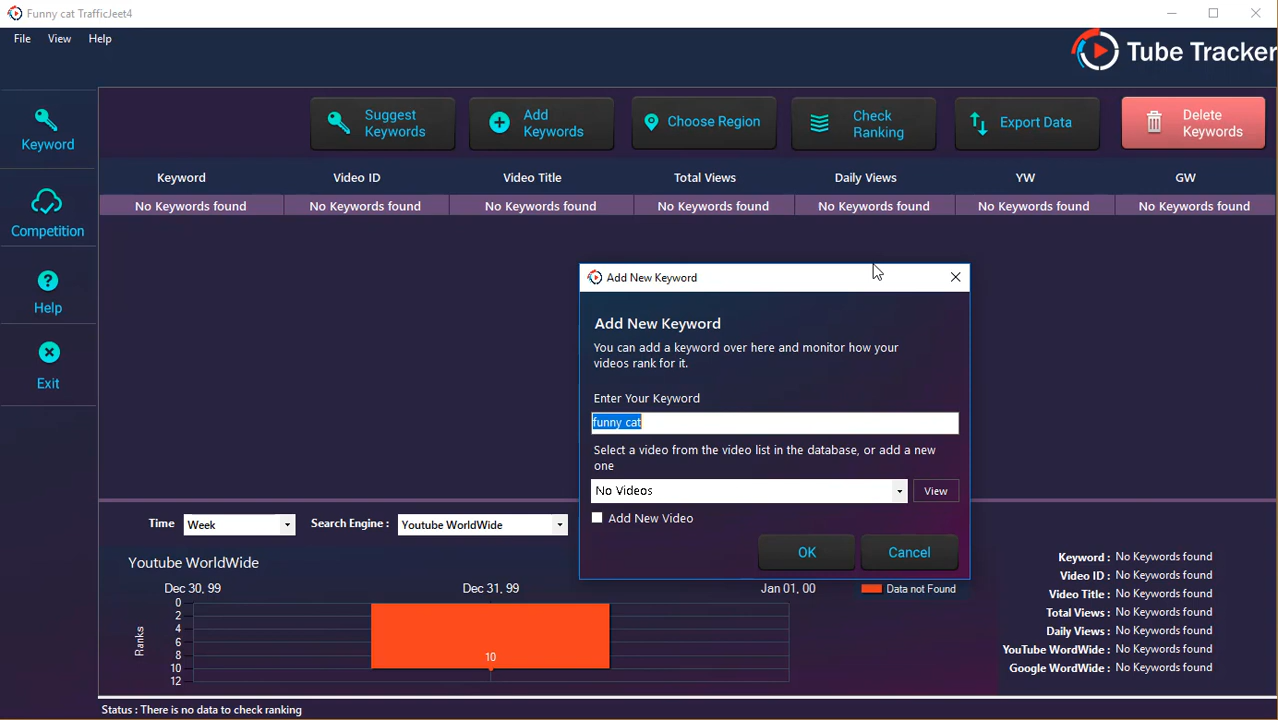 Funny cat TrafficJeet4
File View Help
Tube Tracker
Keyword
Competition
Help
Exit
Suggest
Keywords
Add
Keywords
Choose Region
Check
Ranking
Export Data
Delete
Keywords
Keyword Video ID Video Title Total Views Daily Views YW GW
No Keywords found No Keywords found No Keywords found No Keywords found No Keywords found No Keywords found No Keywords found
Add New Keyword
Add New Keyword
You can add a keyword over here and monitor how your
videos rank for it.
Enter Your Keyword
funny cat
Select a video from the video list in the database, or add a new
one
No Videos View
Add New Video
OK Cancel
Time Week Search Engine : Youtube WorldWide
Youtube WorldWide
Dec 30, 99 Dec 31, 99 Jan 01, 00
Data not Found
Ranks
0
2
4
6
8
10
12
10
Keyword : No Keywords found
Video ID : No Keywords found
Video Title : No Keywords found
Total Views : No Keywords found
Daily Views : No Keywords found
YouTube WordWide : No Keywords found
Google WordWide : No Keywords found
Status : There is no data to check ranking